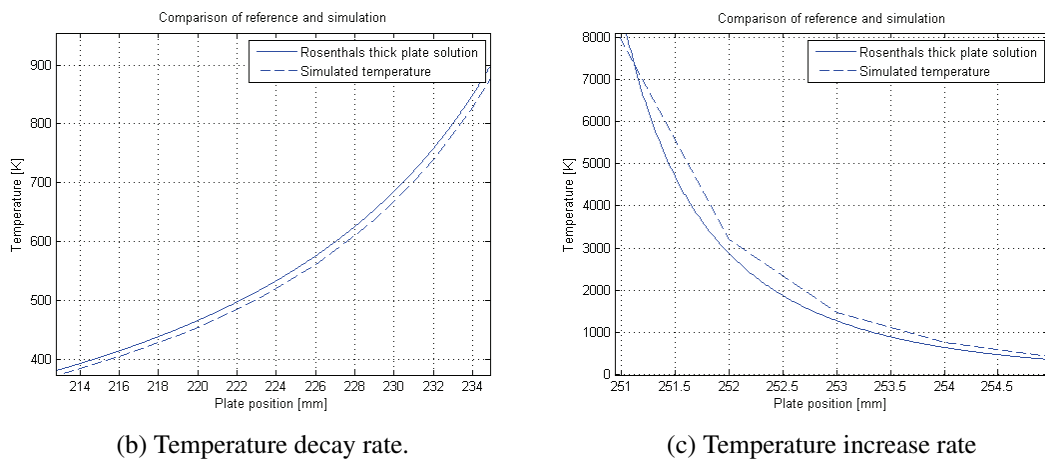 Comparison of reference and simulation
Rosenthals thick plate solution
Simulated temperature
900
800
700
600
500
400
Temperature [K]
214 216 218 220 222 224 226 228 230 232 234
Plate position [mm]
(b) Temperature decay rate.
Comparison of reference and simulation
Rosenthals thick plate solution
Simulated temperature
8000
7000
6000
5000
4000
3000
2000
1000
0
Temperature [K]
251 251.5 252 252.5 253 253.5 254 254.5
Plate position [mm]
(c) Temperature increase rate